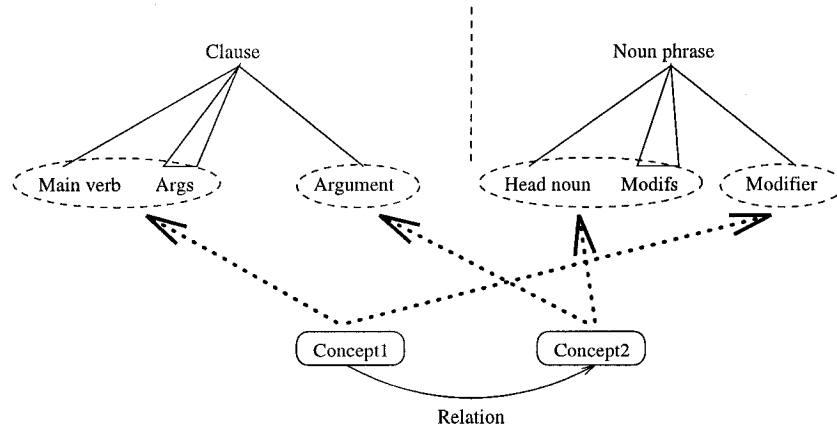 Clause
Noun phrase
Main verb Args
Argument
Head noun Modifs
Modifier
Concept1
Concept2
Relation